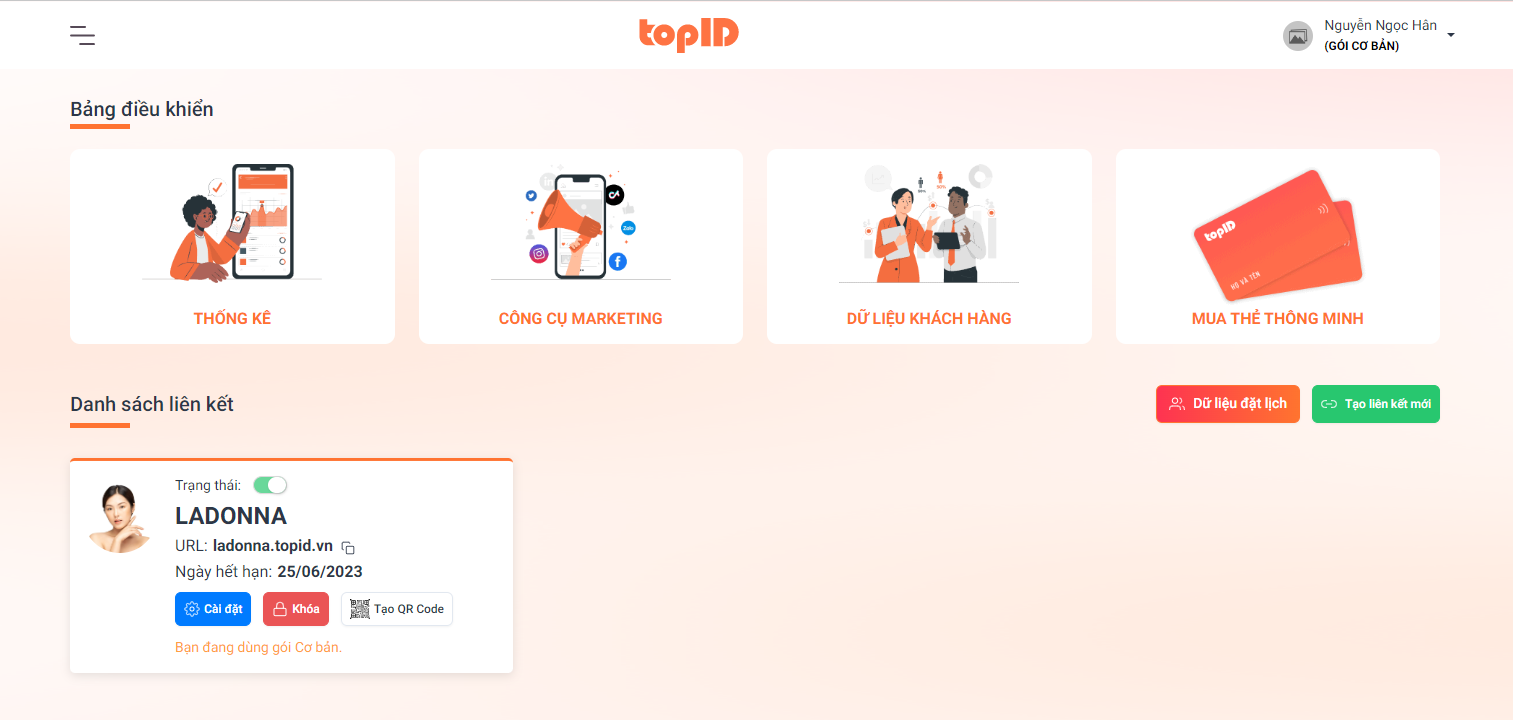 topID
Nguyễn Ngọc Hân
(GÓI CƠ BẢN)
Bảng điều khiển
Zalo
topID
HỌ VÀ TÊN
THỐNG KÊ
CÔNG CỤ MARKETING
DỮ LIỆU KHÁCH HÀNG
MUA THẺ THÔNG MINH
Danh sách liên kết
Dữ liệu đặt lịch
Tạo liên kết mới
Trạng thái:
LADONNA
URL: ladonna.topid.vn
Ngày hết hạn: 25/06/2023
Cài đặt
Khóa
Tạo QR Code
Bạn đang dùng gói Cơ bản.